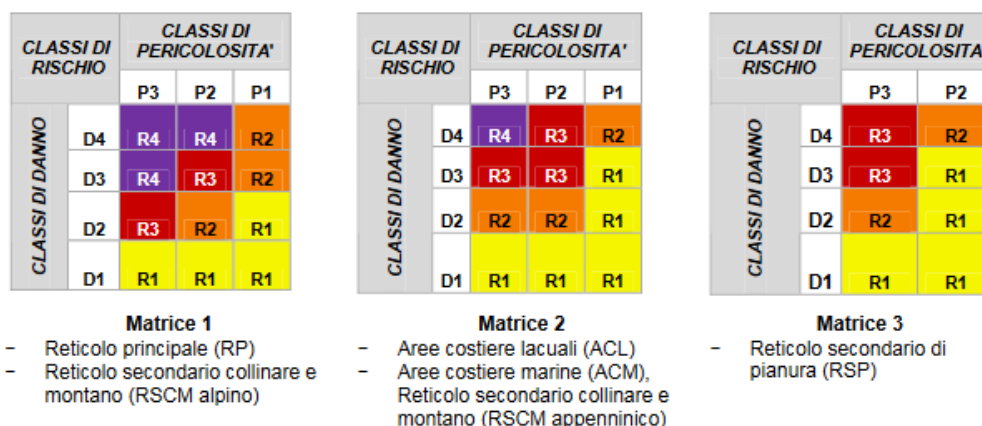 CLASSI DI RISCHIO CLASSI DI PERICOLOSITA'
P3 P2 P1
CLASSI DI DANNO
D4 R4 R4 R2
D3 R4 R3 R2
D2 R3 R2 R1
D1 R1 R1 R1
Matrice 1
– Reticolo principale (RP)
– Reticolo secondario collinare e
montano (RSCM alpino)
CLASSI DI RISCHIO CLASSI DI PERICOLOSITA'
P3 P2 P1
CLASSI DI DANNO
D4 R4 R3 R2
D3 R3 R3 R1
D2 R2 R2 R1
D1 R1 R1 R1
Matrice 2
– Aree costiere lacuali (ACL)
– Aree costiere marine (ACM),
Reticolo secondario collinare e
montano (RSCM appenninico)
CLASSI DI RISCHIO CLASSI DI PERICOLOSITA
P3 P2
CLASSI DI DANNO
D4 R3 R2
D3 R3 R1
D2 R2 R1
D1 R1 R1
Matrice 3
– Reticolo secondario di
pianura (RSP)